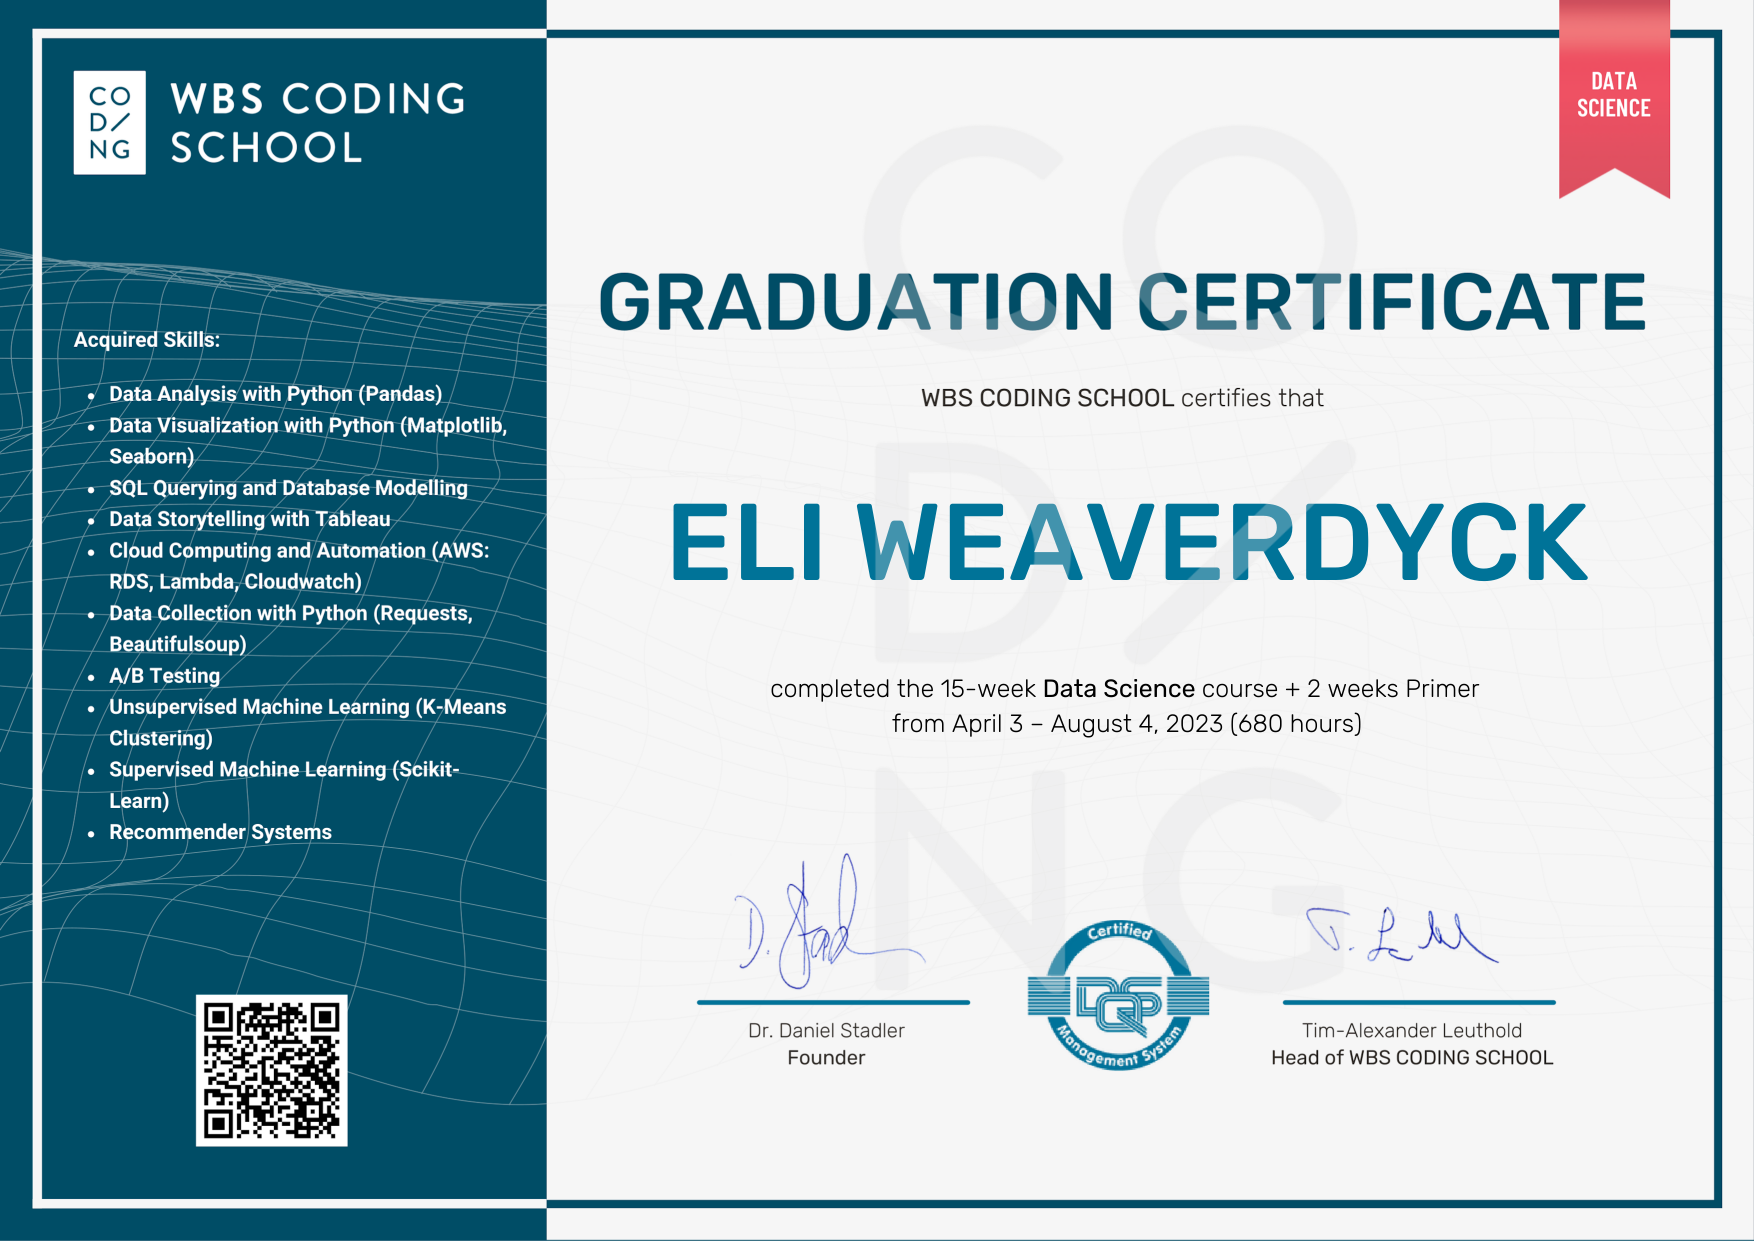 CO
D/
NG
WBS CODING
SCHOOL
Acquired Skills:
• Data Analysis with Python (Pandas)
• Data Visualization with Python (Matplotlib,
Seaborn)
• SQL Querying and Database Modelling
• Data Storytelling with Tableau
• Cloud Computing and Automation (AWS:
RDS, Lambda, Cloudwatch)
• Data Collection with Python (Requests,
Beautifulsoup)
• A/B Testing
• Unsupervised Machine Learning (K-Means
Clustering)
• Supervised Machine Learning (Scikit-
Learn)
• Recommender Systems
DATA
SCIENCE
CO
D/
NG
GRADUATION CERTIFICATE
WBS CODING SCHOOL certifies that
ELI WEAVERDYCK
completed the 15-week Data Science course + 2 weeks Primer
from April 3 – August 4, 2023 (680 hours)
D. Stadler
Dr. Daniel Stadler
Founder
Certified
DQS
Management System
Tim-Alexander Leuthold
Head of WBS CODING SCHOOL